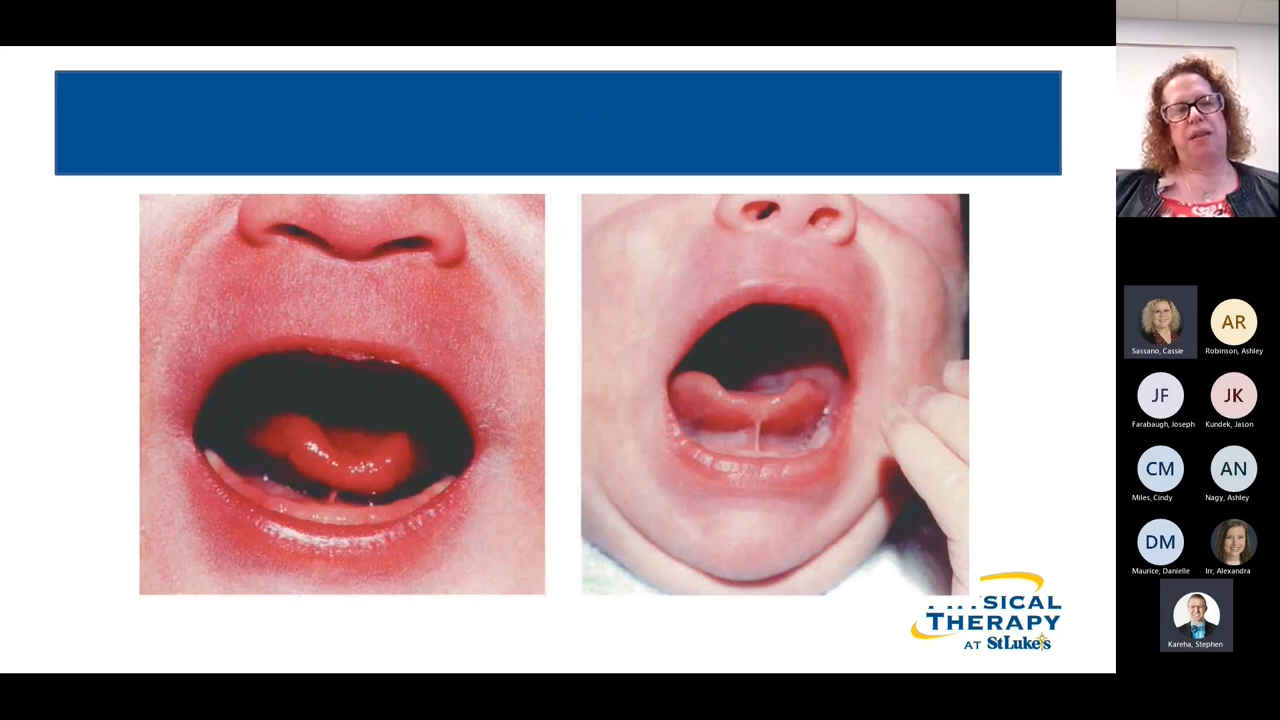 SICAL
THERAPY
AT StLuke's
Sassano, Cassie
AR
Robinson, Ashley
JF
Farabaugh, Joseph
JK
Kundek, Jason
CM
Miles, Cindy
AN
Nagy, Ashley
DM
Maurice, Danielle
Irr, Alexandra
Kareha, Stephen